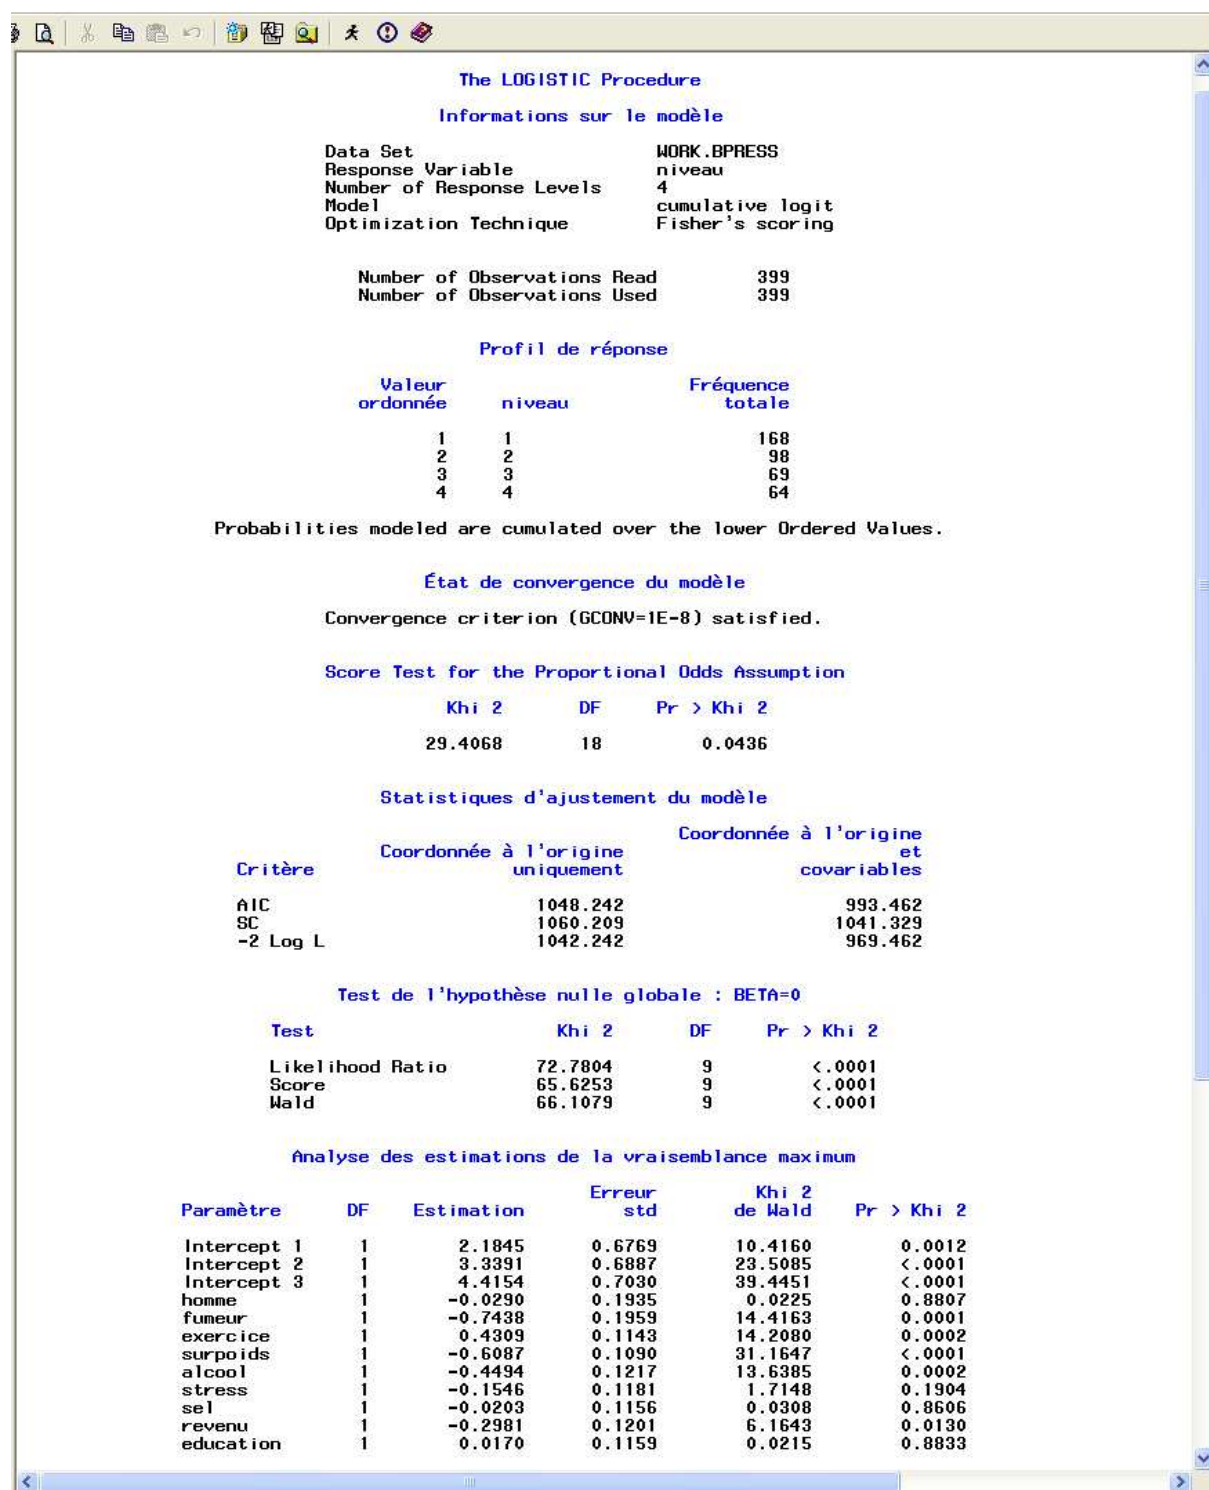 The LOGISTIC Procedure
Informations sur le modèle
Data Set WORK.BPRESS
Response Variable niveau
Number of Response Levels 4
Model cumulative logit
Optimization Technique Fisher's scoring
Number of Observations Read 399
Number of Observations Used 399
Profil de réponse
Valeur Fréquence
ordonnée niveau totale
1 1 168
2 2 98
3 3 69
4 4 64
Probabilities modeled are cumulated over the lower Ordered Values.
État de convergence du modèle
Convergence criterion (GCONV=1E-8) satisfied.
Score Test for the Proportional Odds Assumption
Khi 2 DF Pr > Khi 2
29.4068 18 0.0436
Statistiques d'ajustement du modèle
Coordonnée à l'origine
Coordonnée à l'origine et
Critère uniquement covariables
AIC 1048.242 993.462
SC 1060.209 1041.329
-2 Log L 1042.242 969.462
Test de l'hypothèse nulle globale : BETA=0
Test Khi 2 DF Pr > Khi 2
Likelihood Ratio 72.7804 9 <.0001
Score 65.6253 9 <.0001
Wald 66.1079 9 <.0001
Analyse des estimations de la vraisemblance maximum
Erreur Khi 2
Paramètre DF Estimation std de Wald Pr > Khi 2
Intercept 1 1 2.1845 0.6769 10.4160 0.0012
Intercept 2 1 3.3391 0.6887 23.5085 <.0001
Intercept 3 1 4.4154 0.7030 39.4451 <.0001
homme 1 -0.0290 0.1935 0.0225 0.8807
fumeur 1 -0.7438 0.1959 14.4163 0.0001
exercice 1 0.4309 0.1143 14.2080 0.0002
surpoids 1 -0.6087 0.1090 31.1647 <.0001
alcool 1 -0.4494 0.1217 13.6385 0.0002
stress 1 -0.1546 0.1181 1.7148 0.1904
sel 1 -0.0203 0.1156 0.0308 0.8606
revenu 1 -0.2981 0.1201 6.1643 0.0130
education 1 0.0170 0.1159 0.0215 0.8833